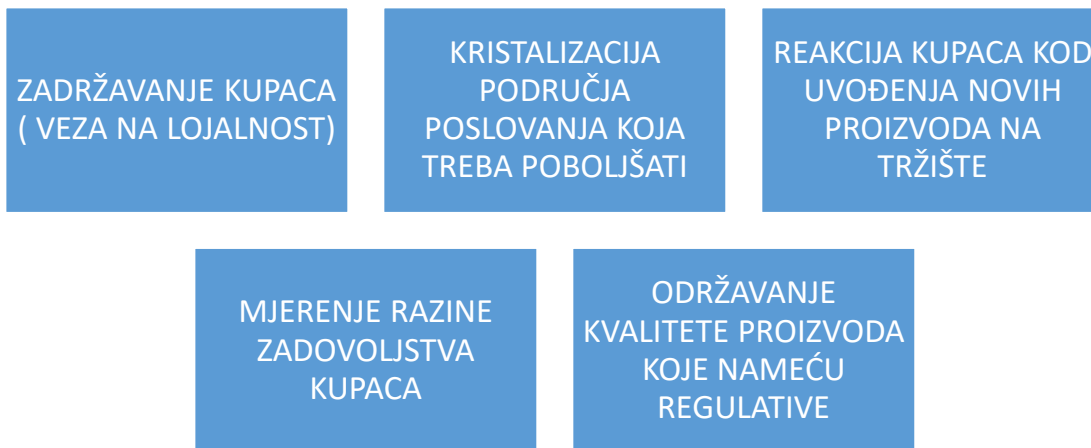 ZADRŽAVANJE KUPACA
( VEZA NA LOJALNOST)
KRISTALIZACIJA
PODRUČJA
POSLOVANJA KOJA
TREBA POBOLJŠATI
REAKCIJA KUPACA KOD
UVOĐENJA NOVIH
PROIZVODA NA
TRŽIŠTE
MJERENJE RAZINE
ZADOVOLJSTVA
KUPACA
ODRŽAVANJE
KVALITETE PROIZVODA
KOJE NAMEĆU
REGULATIVE